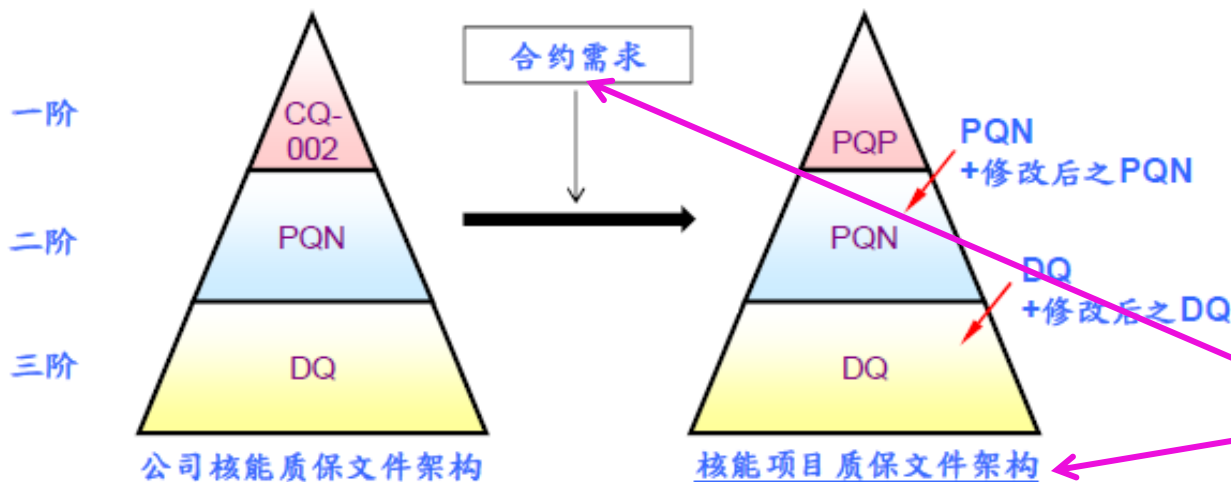 合约需求
一阶
CQ-
002
PQP
PQN
+修改后之PQN
二阶
PQN
PQN
DQ
+修改后之DQ
三阶
DQ
DQ
公司核能质保文件架构
核能项目质保文件架构